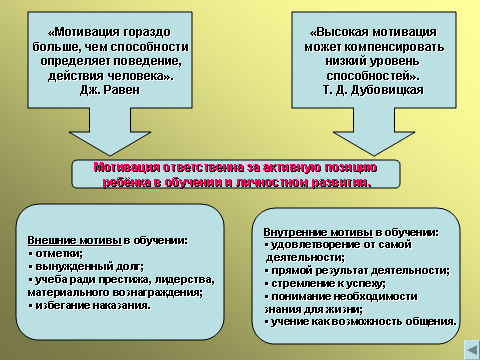 «Мотивация гораздо
больше, чем способности
определяет поведение,
действия человека».
Дж. Равен
«Высокая мотивация
может компенсировать
низкий уровень
способностей».
Т. Д. Дубовицкая
Мотивация ответственна за активную позицию
ребёнка в обучении и личностном развитии.
Внешние мотивы в обучении:
• отметки;
• вынужденный долг;
• учеба ради престижа, лидерства,
материального вознаграждения;
• избегание наказания.
Внутренние мотивы в обучении:
• удовлетворение от самой
деятельности;
• прямой результат деятельности;
• стремление к успеху;
• понимание необходимости
знания для жизни;
• учение как возможность общения.